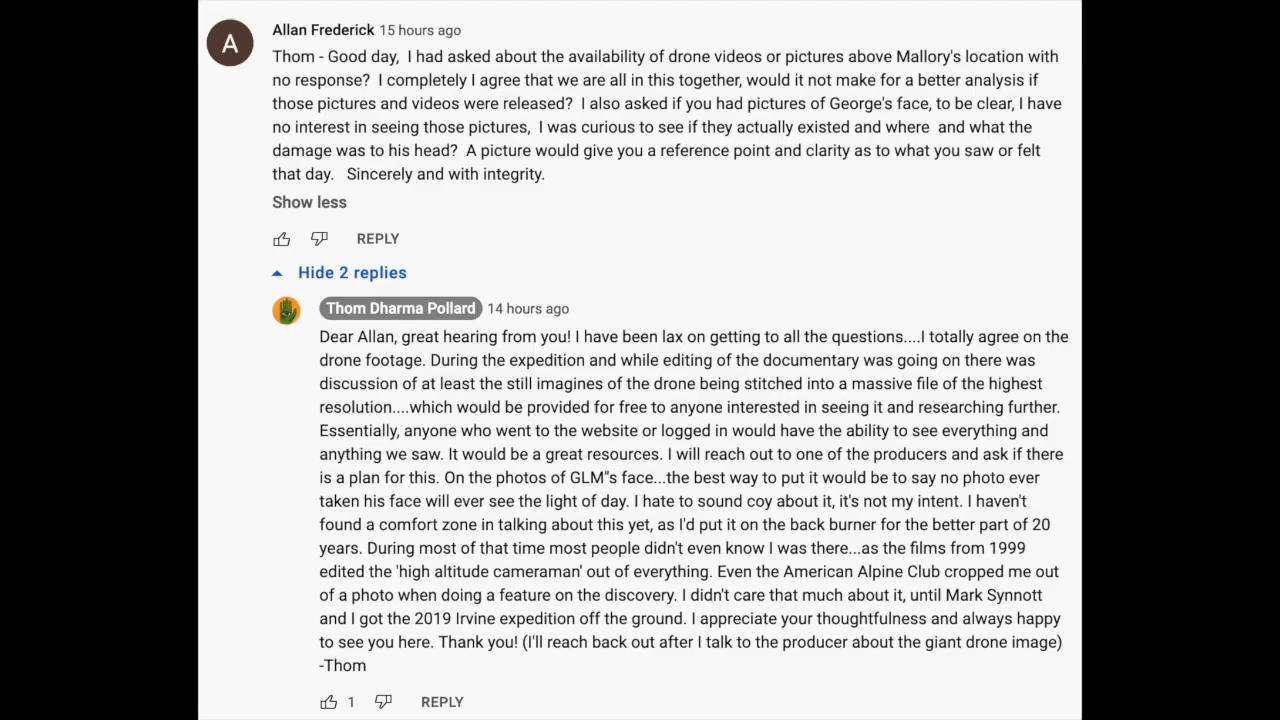 Allan Frederick 15 hours ago
A
Thom - Good day,  I had asked about the availability of drone videos or pictures above Mallory's location with
no response?  I completely I agree that we are all in this together, would it not make for a better analysis if
those pictures and videos were released?  I also asked if you had pictures of George's face, to be clear, I have
no interest in seeing those pictures,  I was curious to see if they actually existed and where  and what the
damage was to his head?  A picture would give you a reference point and clarity as to what you saw or felt
that day.   Sincerely and with integrity.
Show less
REPLY
Hide 2 replies
Thom Dharma Pollard 14 hours ago
Dear Allan, great hearing from you! I have been lax on getting to all the questions....I totally agree on the
drone footage. During the expedition and while editing of the documentary was going on there was
discussion of at least the still imagines of the drone being stitched into a massive file of the highest
resolution....which would be provided for free to anyone interested in seeing it and researching further.
Essentially, anyone who went to the website or logged in would have the ability to see everything and
anything we saw. It would be a great resources. I will reach out to one of the producers and ask if there
is a plan for this. On the photos of GLM"s face...the best way to put it would be to say no photo ever
taken his face will ever see the light of day. I hate to sound coy about it, it's not my intent. I haven't
found a comfort zone in talking about this yet, as I'd put it on the back burner for the better part of 20
years. During most of that time most people didn't even know I was there...as the films from 1999
edited the 'high altitude cameraman' out of everything. Even the American Alpine Club cropped me out
of a photo when doing a feature on the discovery. I didn't care that much about it, until Mark Synnott
and I got the 2019 Irvine expedition off the ground. I appreciate your thoughtfulness and always happy
to see you here. Thank you! (I'll reach back out after I talk to the producer about the giant drone image)
-Thom
1 REPLY